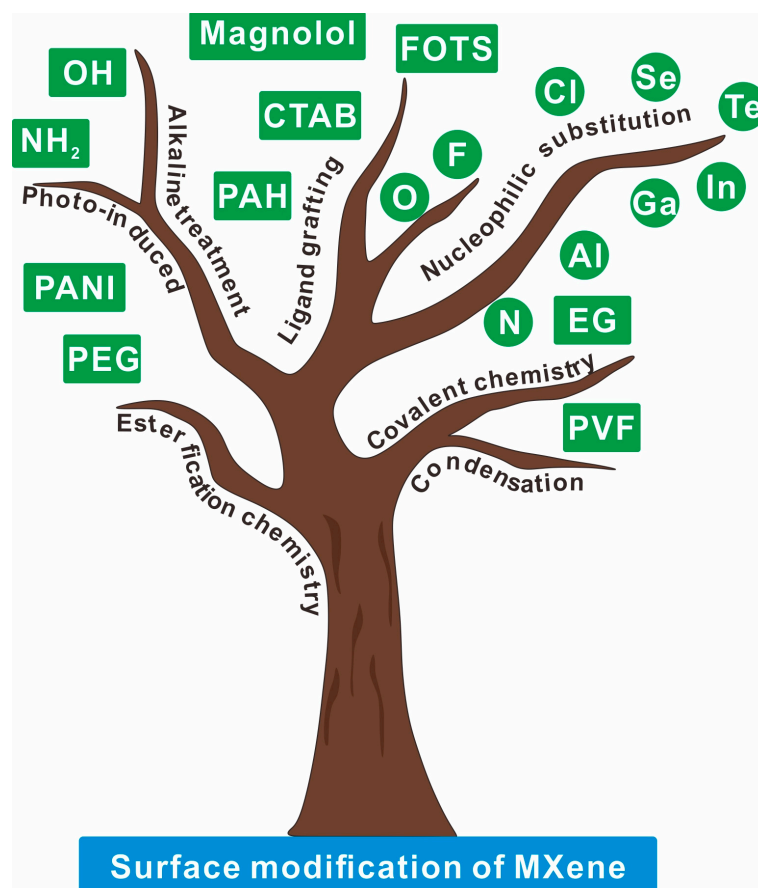 Magnolol
FOTS
OH
Cl
Se
Te
CTAB
NH₂
F
PAH
O
In
Ga
Alkaline treatment
Photo-induced
Ligand grafting
Nucleophilic substitution
Al
PANI
N
EG
PEG
Covalent chemistry
PVF
Ester fication chemistry
Condensation
Surface modification of MXene